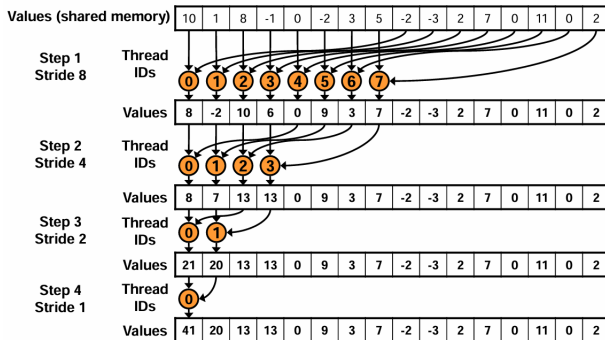 Values (shared memory) 10 1 8 -1 0 -2 3 5 -2 -3 2 7 0 11 0 2
Step 1 Stride 8 Thread IDs 0 1 2 3 4 5 6 7
Values 8 -2 10 6 0 9 3 7 -2 -3 2 7 0 11 0 2
Step 2 Stride 4 Thread IDs 0 1 2 3
Values 8 7 13 13 0 9 3 7 -2 -3 2 7 0 11 0 2
Step 3 Stride 2 Thread IDs 0 1
Values 21 20 13 13 0 9 3 7 -2 -3 2 7 0 11 0 2
Step 4 Stride 1 Thread IDs 0
Values 41 20 13 13 0 9 3 7 -2 -3 2 7 0 11 0 2